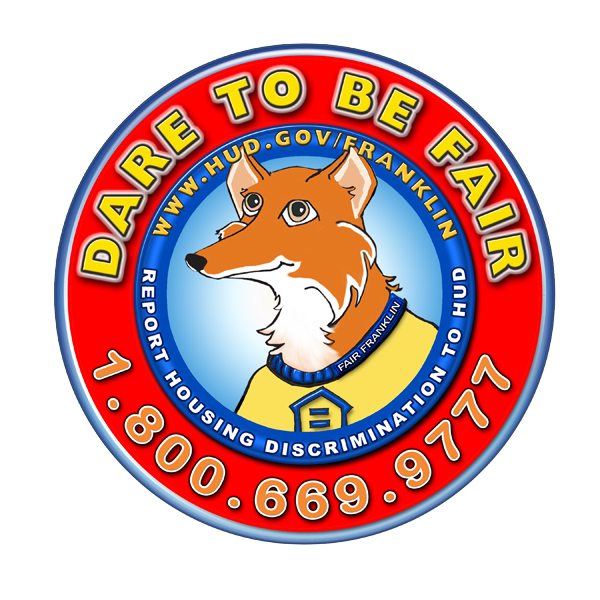 DARE TO BE FAIR
WWW.HUD.GOV/FRANKLIN
FAIR FRANKLIN
REPORT HOUSING DISCRIMINATION TO HUD
1.800.669.9777